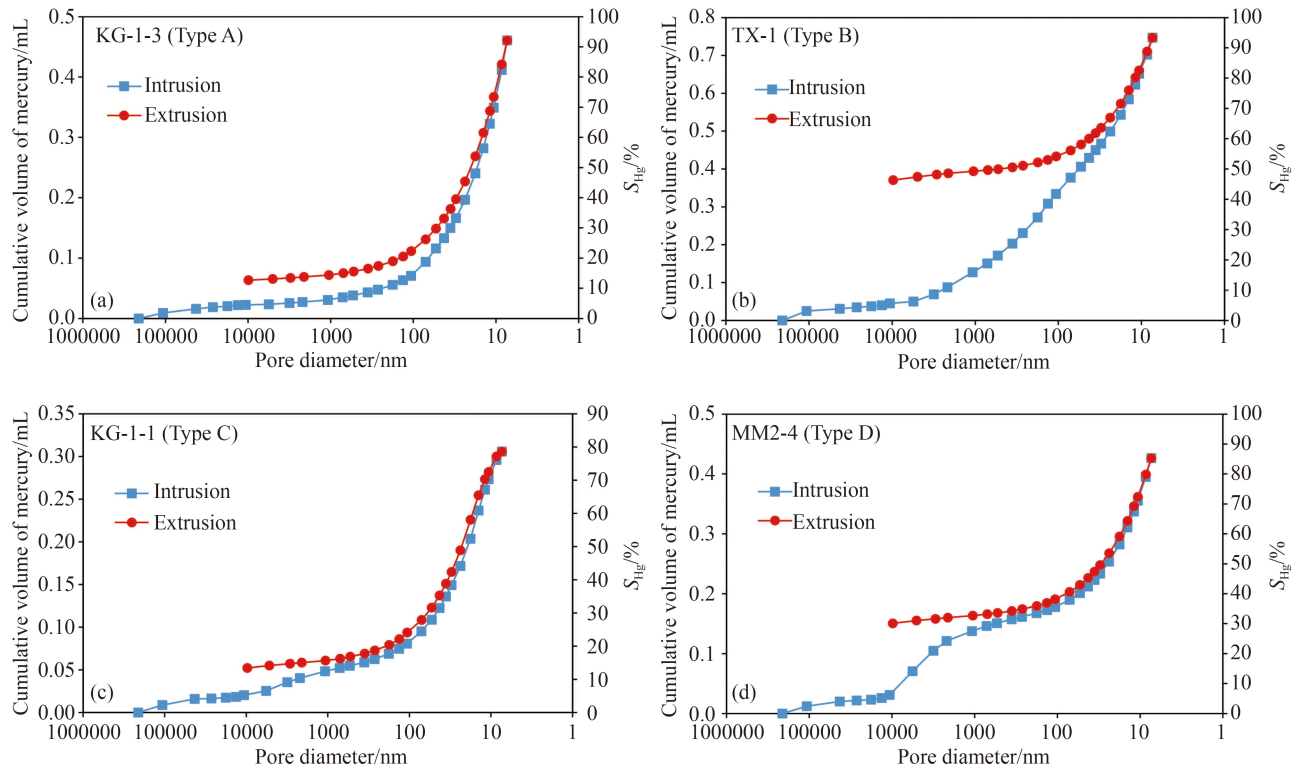 KG-1-3 (Type A)
Intrusion
Extrusion
(a)
Cumulative volume of mercury/mL
0.5
0.4
0.3
0.2
0.1
0.0
100
90
80
70
60
50
40
30
20
10
0
S_Hg/%
1000000 100000 10000 1000 100 10 1
Pore diameter/nm
TX-1 (Type B)
Intrusion
Extrusion
(b)
Cumulative volume of mercury/mL
0.8
0.7
0.6
0.5
0.4
0.3
0.2
0.1
0.0
100
90
80
70
60
50
40
30
20
10
0
S_Hg/%
1000000 100000 10000 1000 100 10 1
Pore diameter/nm
KG-1-1 (Type C)
Intrusion
Extrusion
(c)
Cumulative volume of mercury/mL
0.35
0.30
0.25
0.20
0.15
0.10
0.05
0.00
90
80
70
60
50
40
30
20
10
0
S_Hg/%
1000000 100000 10000 1000 100 10 1
Pore diameter/nm
MM2-4 (Type D)
Intrusion
Extrusion
(d)
Cumulative volume of mercury/mL
0.5
0.4
0.3
0.2
0.1
0.0
100
90
80
70
60
50
40
30
20
10
0
S_Hg/%
1000000 100000 10000 1000 100 10 1
Pore diameter/nm